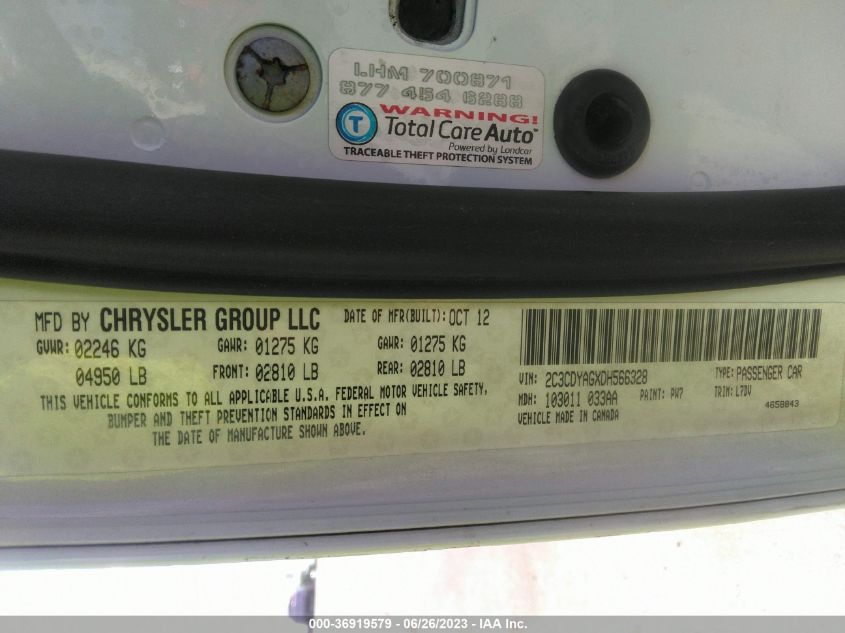 LHM 700871
877 454 6288
WARNING!
T Total Care Auto™
Powered by Landcar
TRACEABLE THEFT PROTECTION SYSTEM
MFD BY CHRYSLER GROUP LLC DATE OF MFR(BUILT): OCT 12
GVWR: 02246 KG GAWR: 01275 KG GAWR: 01275 KG
04950 LB FRONT: 02810 LB REAR: 02810 LB
THIS VEHICLE CONFORMS TO ALL APPLICABLE U.S.A. FEDERAL MOTOR VEHICLE SAFETY,
BUMPER AND THEFT PREVENTION STANDARDS IN EFFECT ON
THE DATE OF MANUFACTURE SHOWN ABOVE.
VIN: 2C3CDYAGXDH566328 TYPE: PASSENGER CAR
MDH: 103011 033AA PAINT: PW7 TRIM: L7DV
VEHICLE MADE IN CANADA 4658843
000-36919579 - 06/26/2023 - IAA Inc.